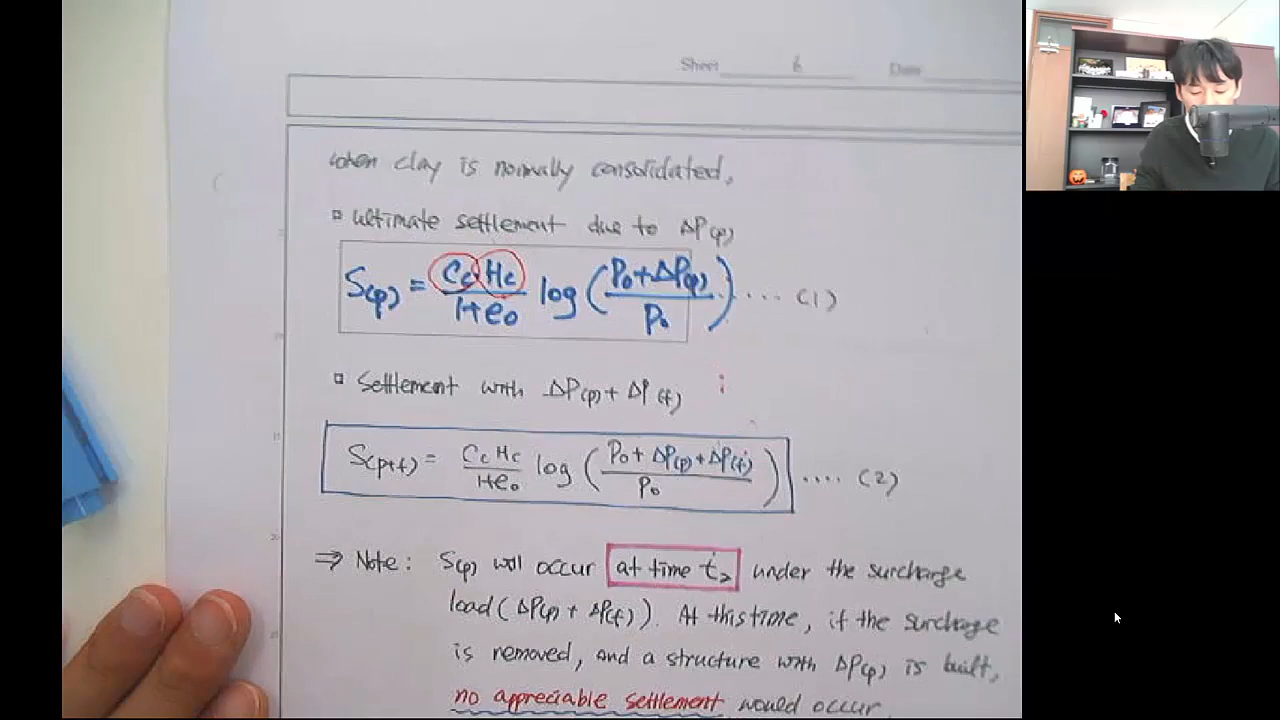 Sheet 6 Date
when clay is normally consolidated,
▫ ultimate settlement due to ΔP(p)
S(p) = CcHc/1+e₀ log (P₀+ΔP(p)/P₀) ···· (1)
▫ Settlement with ΔP(p) + ΔP(f) :
S(p+f) = CcHc/1+e₀ log (P₀ + ΔP(p) + ΔP(f)/P₀) ···· (2)
⇒ Note : S(p) will occur at time t₂ under the surcharge
load (ΔP(p) + ΔP(f)). At this time, if the surcharge
is removed, and a structure with ΔP(p) is built,
no appreciable settlement would occur.